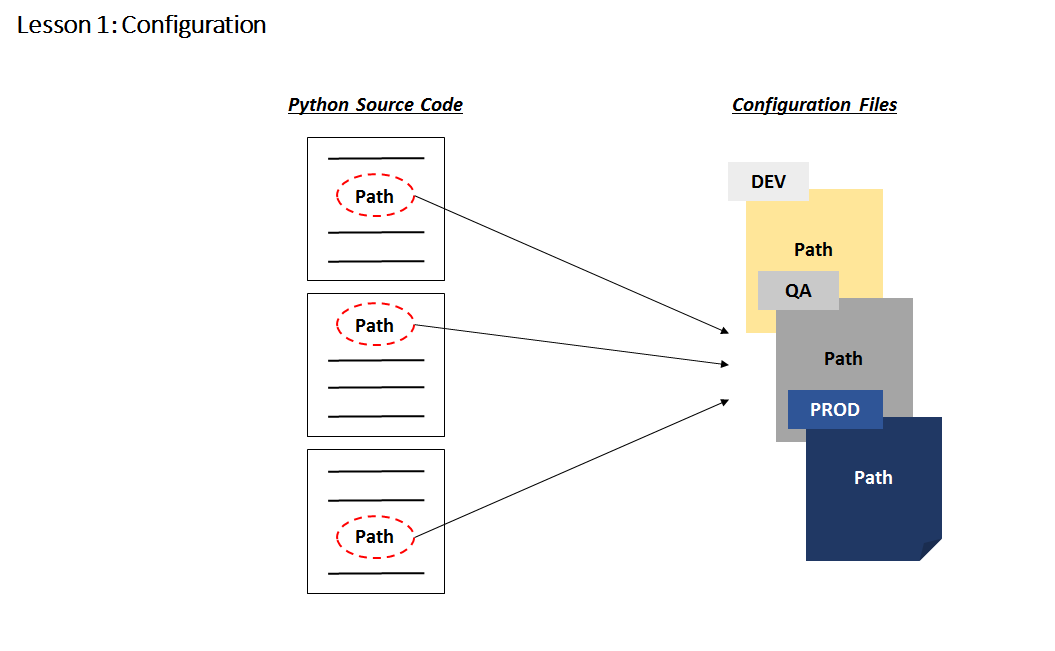 Lesson 1: Configuration
Python Source Code
Path
Path
Path
Configuration Files
DEV
Path
QA
Path
PROD
Path